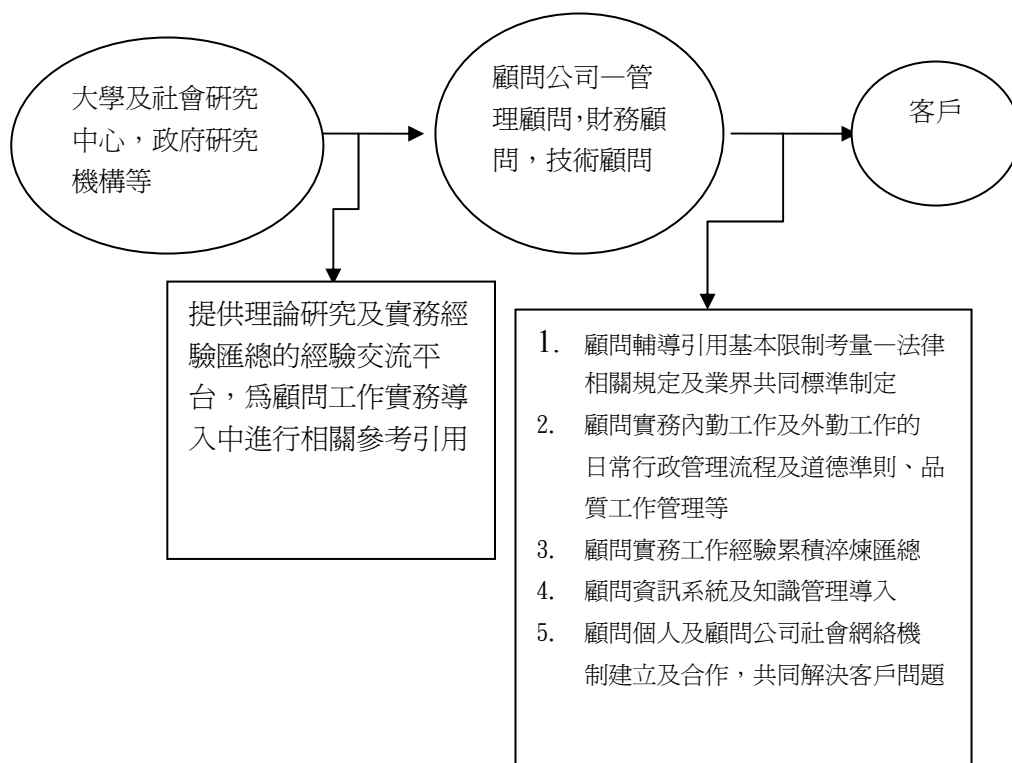 大學及社會研究
中心，政府研究
機構等
顧問公司—管
理顧問,財務顧
問，技術顧問
客戶
提供理論研究及實務經
驗匯總的經驗交流平
台，為顧問工作實務導
入中進行相關參考引用
1. 顧問輔導引用基本限制考量—法律
相關規定及業界共同標準制定
2. 顧問實務內勤工作及外勤工作的
日常行政管理流程及道德準則、品
質工作管理等
3. 顧問實務工作經驗累積淬煉匯總
4. 顧問資訊系統及知識管理導入
5. 顧問個人及顧問公司社會網絡機
制建立及合作，共同解決客戶問題